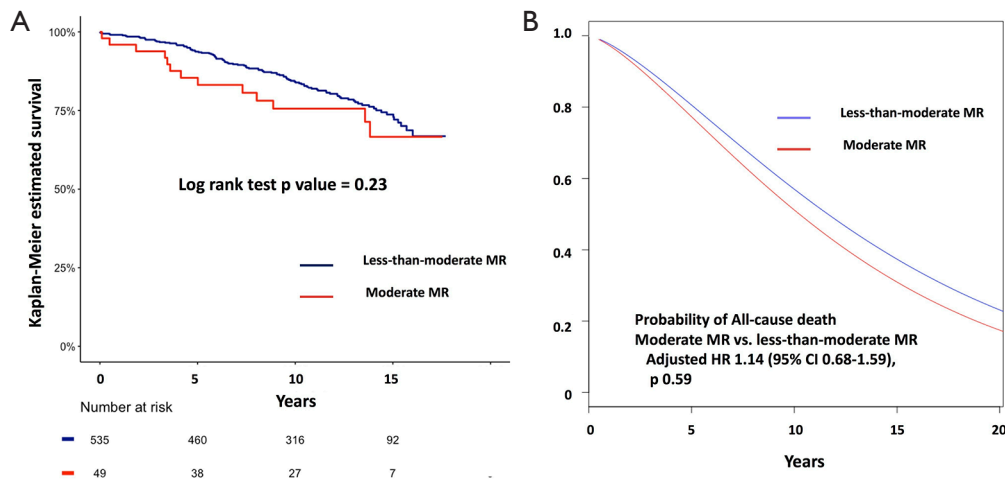 A
100%
75%
50%
25%
0%
Kaplan-Meier estimated survival
Log rank test p value = 0.23
Less-than-moderate MR
Moderate MR
0 5 10 15
Years
Number at risk
535 460 316 92
49 38 27 7 -
B
1.0
0.8
0.6
0.4
0.2
0
Less-than-moderate MR
Moderate MR
Probability of All-cause death
Moderate MR vs. less-than-moderate MR
Adjusted HR 1.14 (95% CI 0.68-1.59),
p 0.59
0 5 10 15 20
Years